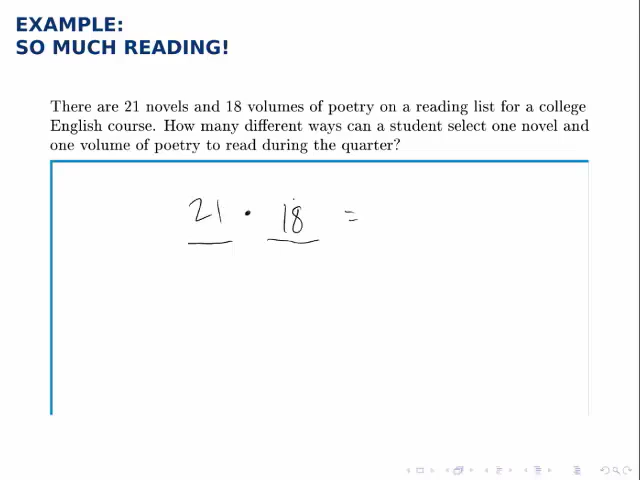 EXAMPLE:
SO MUCH READING!
There are 21 novels and 18 volumes of poetry on a reading list for a college
English course. How many different ways can a student select one novel and
one volume of poetry to read during the quarter?
21 · 18 =